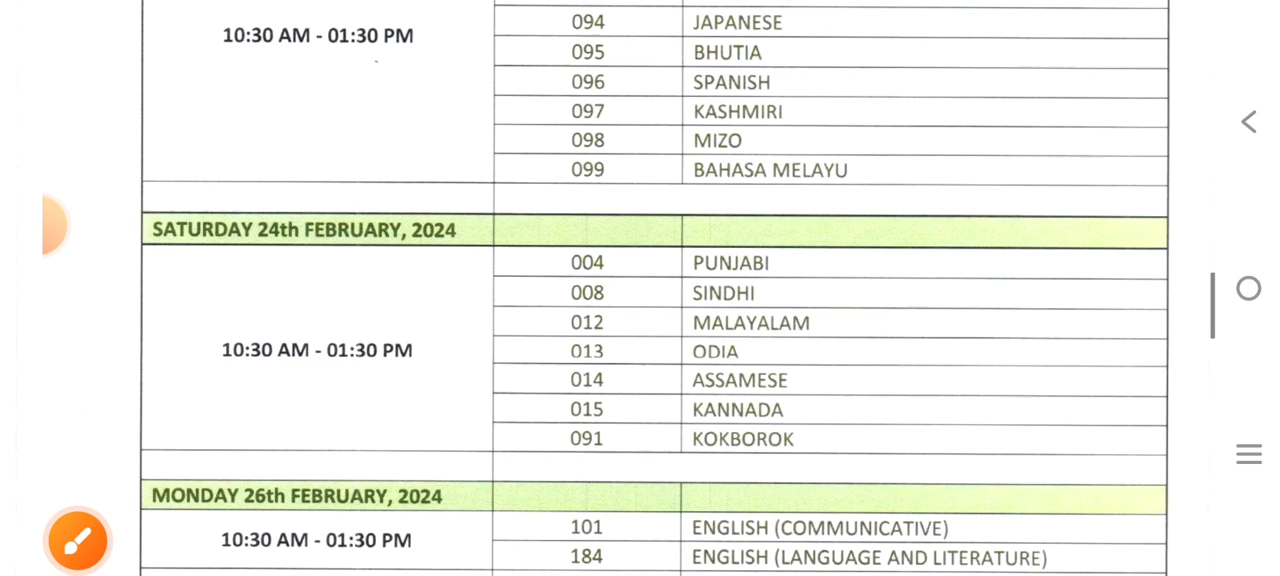 094 JAPANESE
10:30 AM - 01:30 PM
095 BHUTIA
096 SPANISH
097 KASHMIRI
098 MIZO
099 BAHASA MELAYU
SATURDAY 24th FEBRUARY, 2024
004 PUNJABI
008 SINDHI
012 MALAYALAM
10:30 AM - 01:30 PM
013 ODIA
014 ASSAMESE
015 KANNADA
091 KOKBOROK
MONDAY 26th FEBRUARY, 2024
10:30 AM - 01:30 PM
101 ENGLISH (COMMUNICATIVE)
184 ENGLISH (LANGUAGE AND LITERATURE)